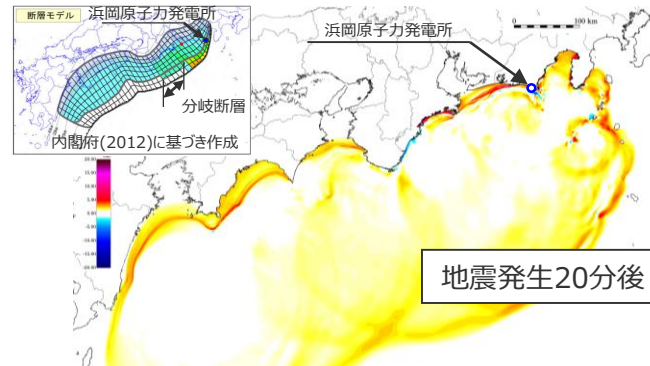 断層モデル
浜岡原子力発電所
分岐断層
内閣府(2012)に基づき作成
浜岡原子力発電所
0 100 km
地震発生20分後